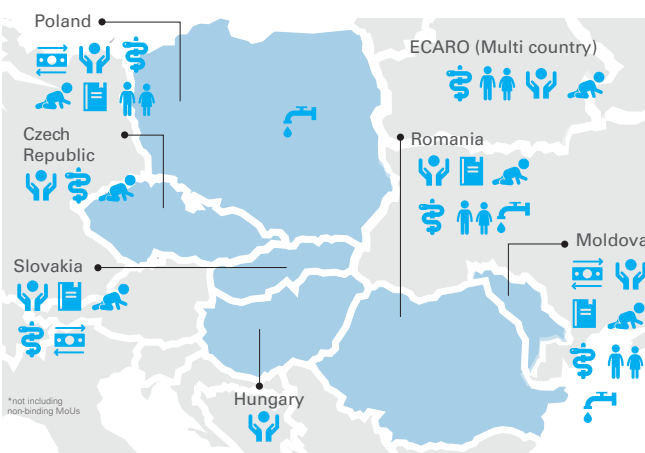 Poland
ECARO (Multi country)
Czech
Republic
Romania
Moldova
Slovakia
Hungary
*not including
non-binding MoUs